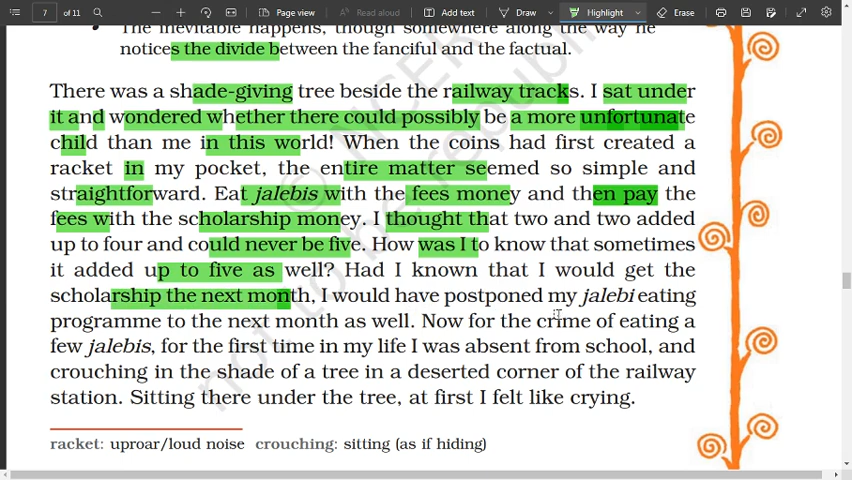 7 of 11
Page view
Read aloud
Add text
Draw
Highlight
Erase
The inevitable happens, though somewhere along the way he
notices the divide between the fanciful and the factual.
There was a shade-giving tree beside the railway tracks. I sat under
it and wondered whether there could possibly be a more unfortunate
child than me in this world! When the coins had first created a
racket in my pocket, the entire matter seemed so simple and
straightforward. Eat jalebis with the fees money and then pay the
fees with the scholarship money. I thought that two and two added
up to four and could never be five. How was I to know that sometimes
it added up to five as well? Had I known that I would get the
scholarship the next month, I would have postponed my jalebi eating
programme to the next month as well. Now for the crime of eating a
few jalebis, for the first time in my life I was absent from school, and
crouching in the shade of a tree in a deserted corner of the railway
station. Sitting there under the tree, at first I felt like crying.
racket: uproar/loud noise crouching: sitting (as if hiding)
© NCER
not to be republi